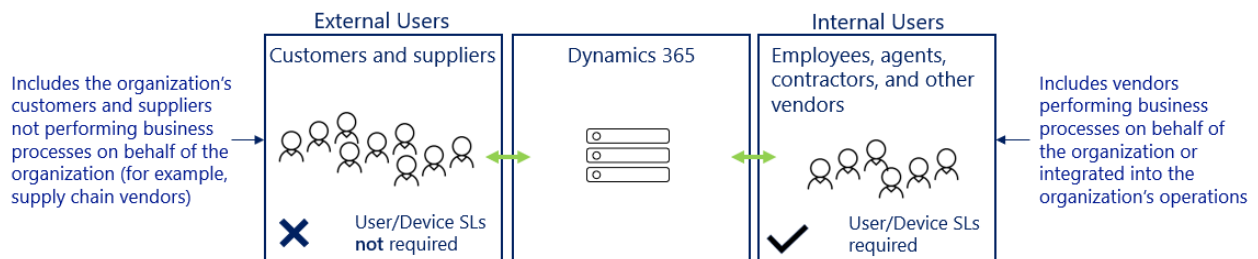 External Users
Internal Users
Customers and suppliers
Dynamics 365
Employees, agents,
contractors, and other
vendors
Includes the organization's
customers and suppliers
not performing business
processes on behalf of the
organization (for example,
supply chain vendors)
Includes vendors
performing business
processes on behalf of
the organization or
integrated into the
organization's operations
User/Device SLs
not required
User/Device SLs
required